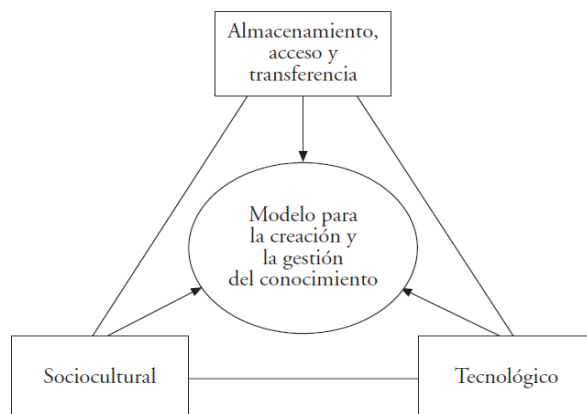 Almacenamiento,
acceso y
transferencia
Modelo para
la creación y
la gestión
del conocimiento
Sociocultural
Tecnológico